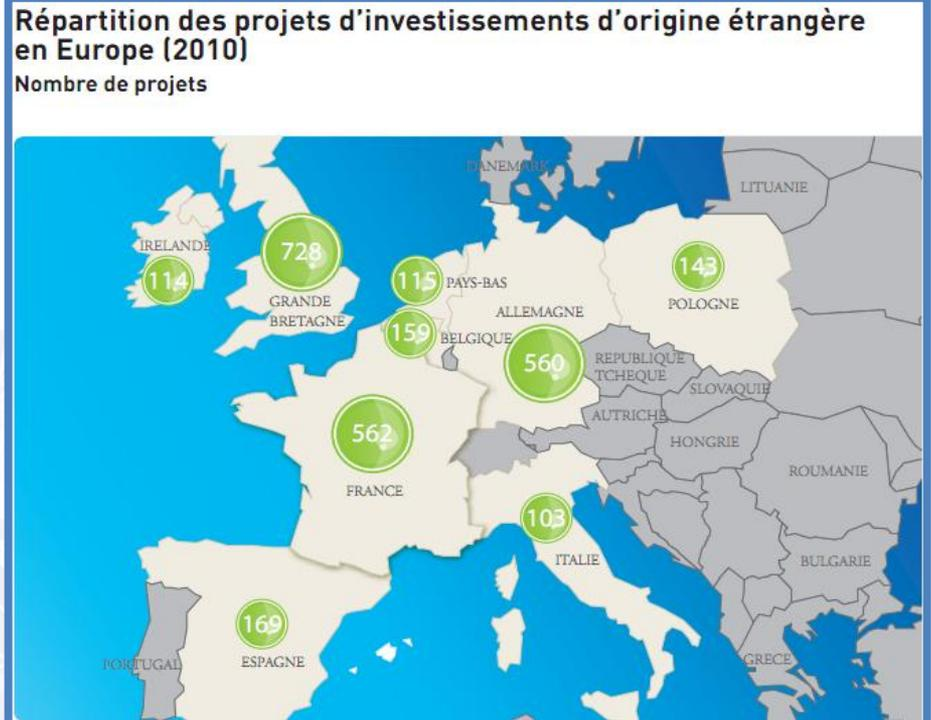 Répartition des projets d'investissements d'origine étrangère
en Europe (2010)
Nombre de projets
DANEMARK
LITUANIE
IRELANDE
114
728
GRANDE
BRETAGNE
115
PAYS-BAS
143
POLOGNE
159
BELGIQUE
ALLEMAGNE
560
REPUBLIQUE
TCHEQUE
SLOVAQUIE
AUTRICHE
HONGRIE
562
FRANCE
ROUMANIE
103
ITALIE
BULGARIE
169
ESPAGNE
PORTUGAL
GRECE